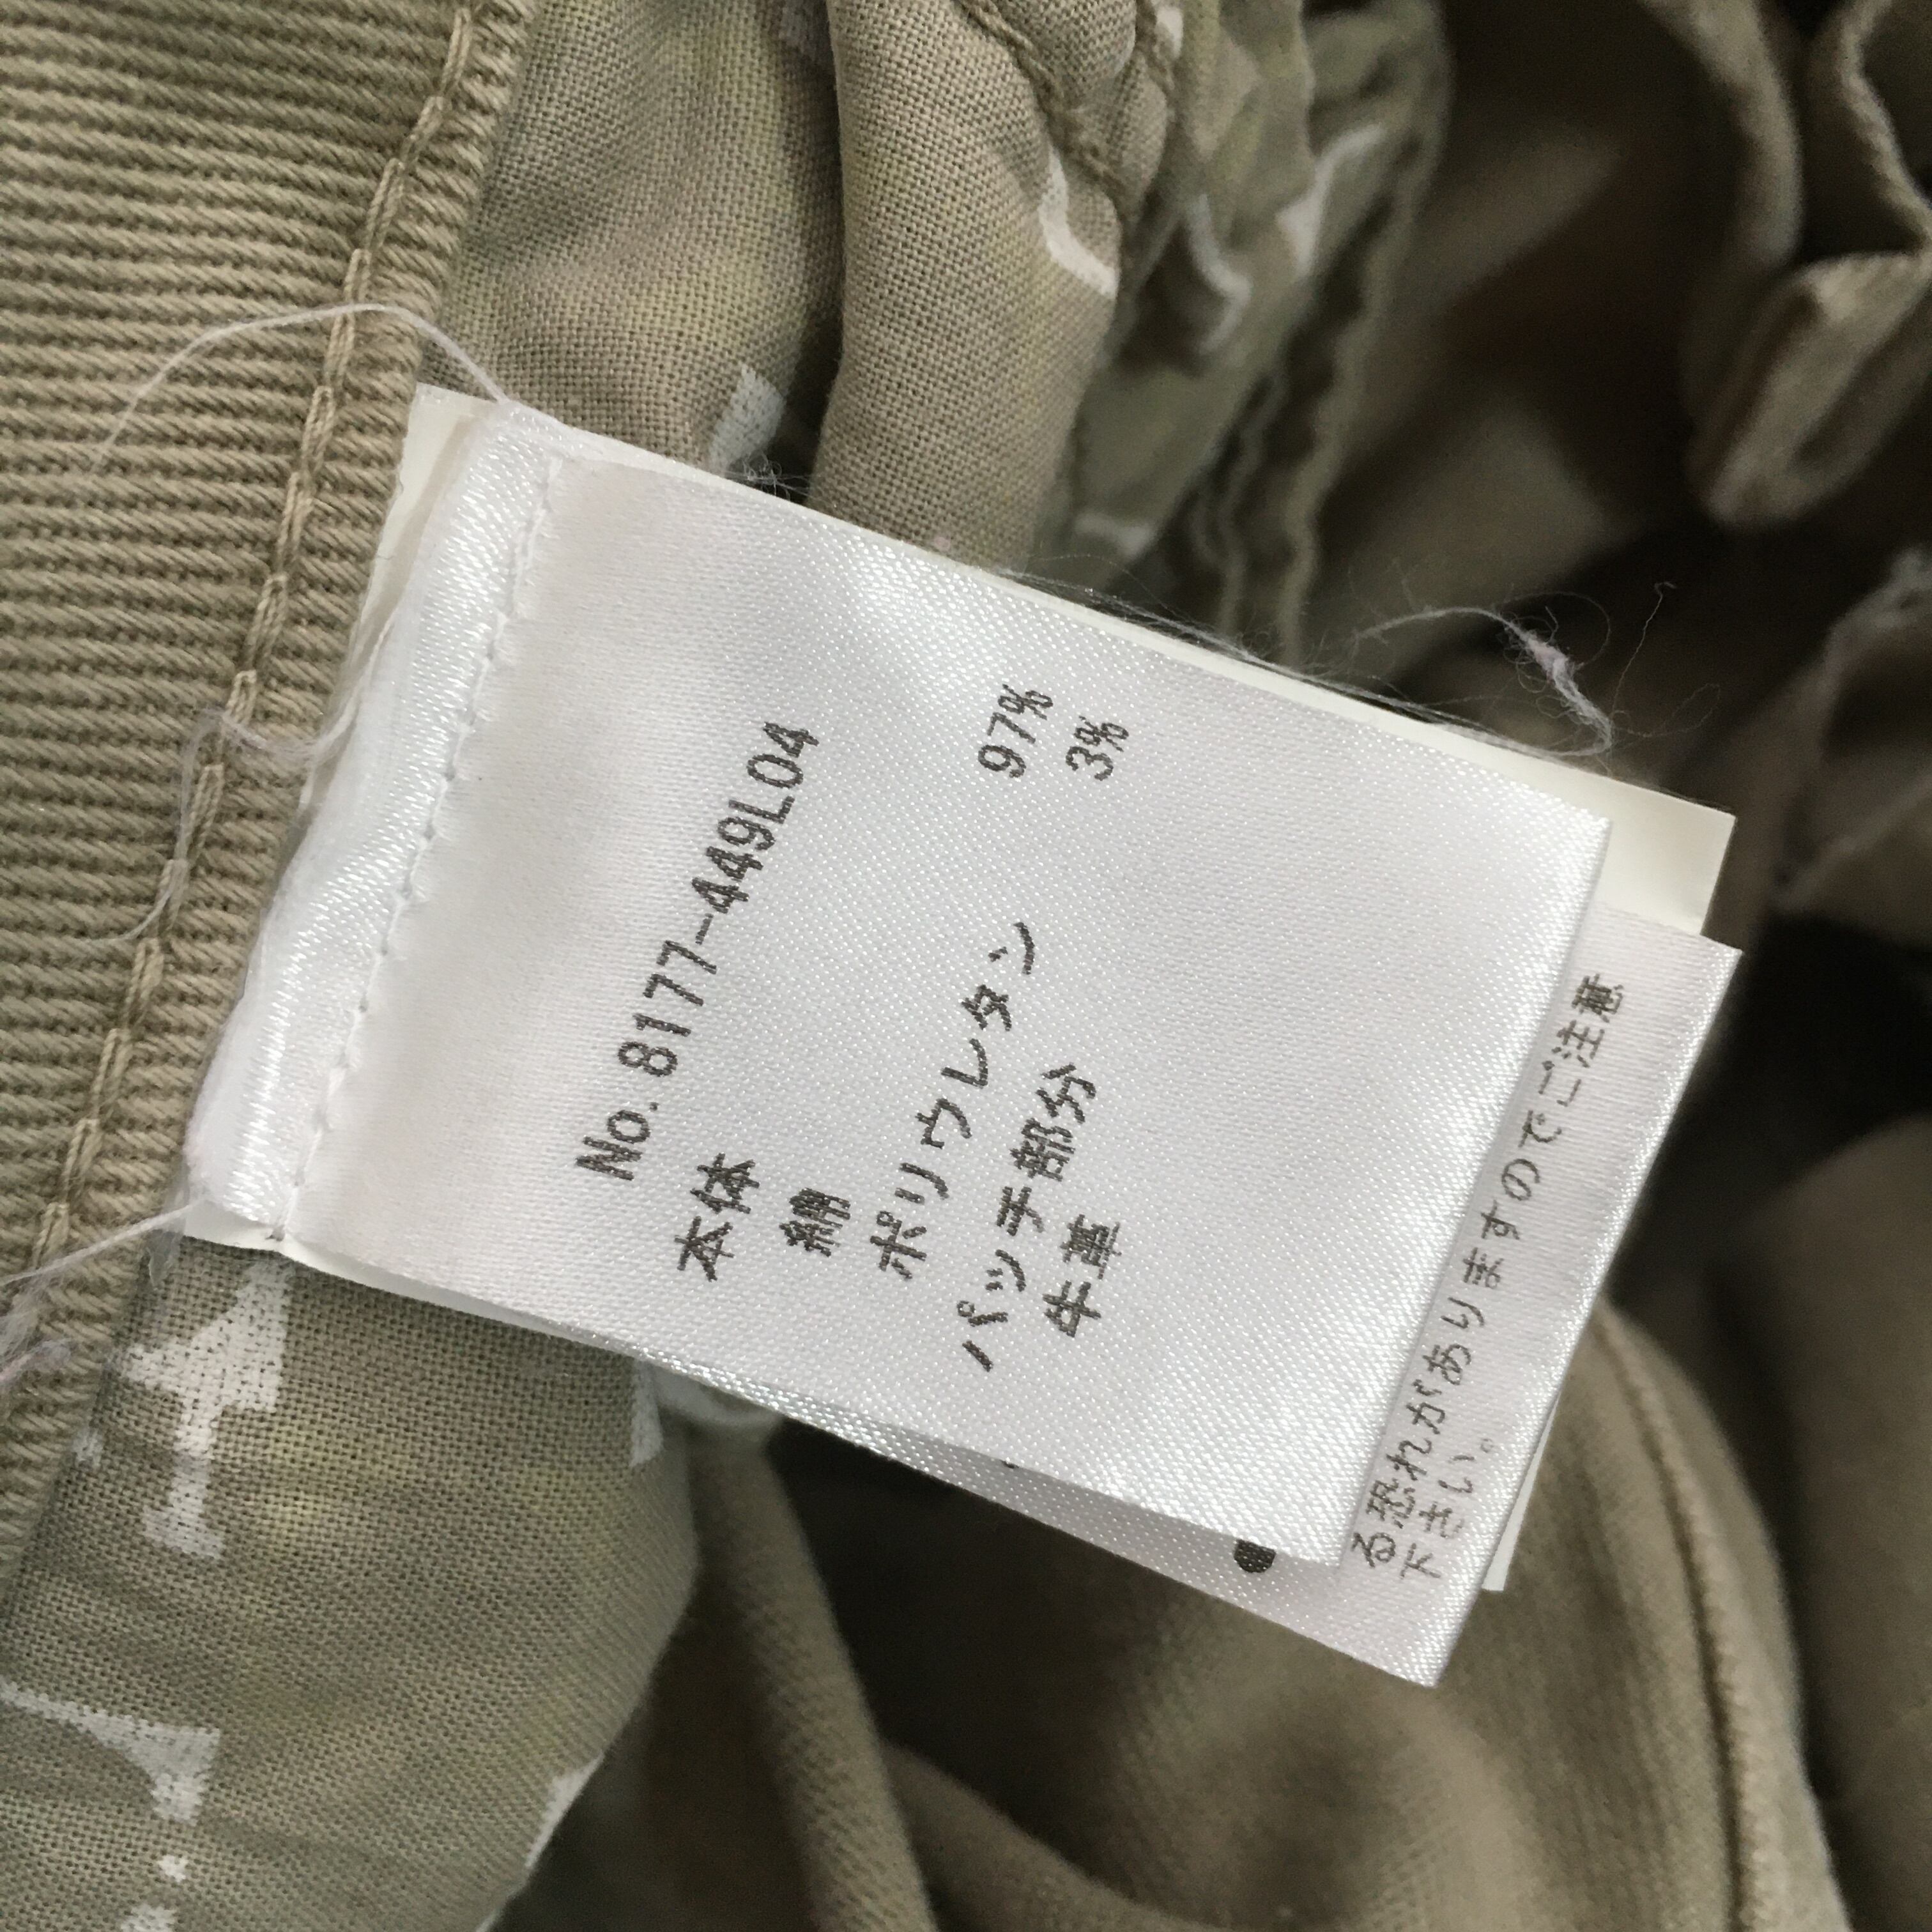 No. 8177-449L04
本体
綿 97%
ポリウレタン 3%
パッチ部分
牛革
る恐れがありますのでご注意
下さい。